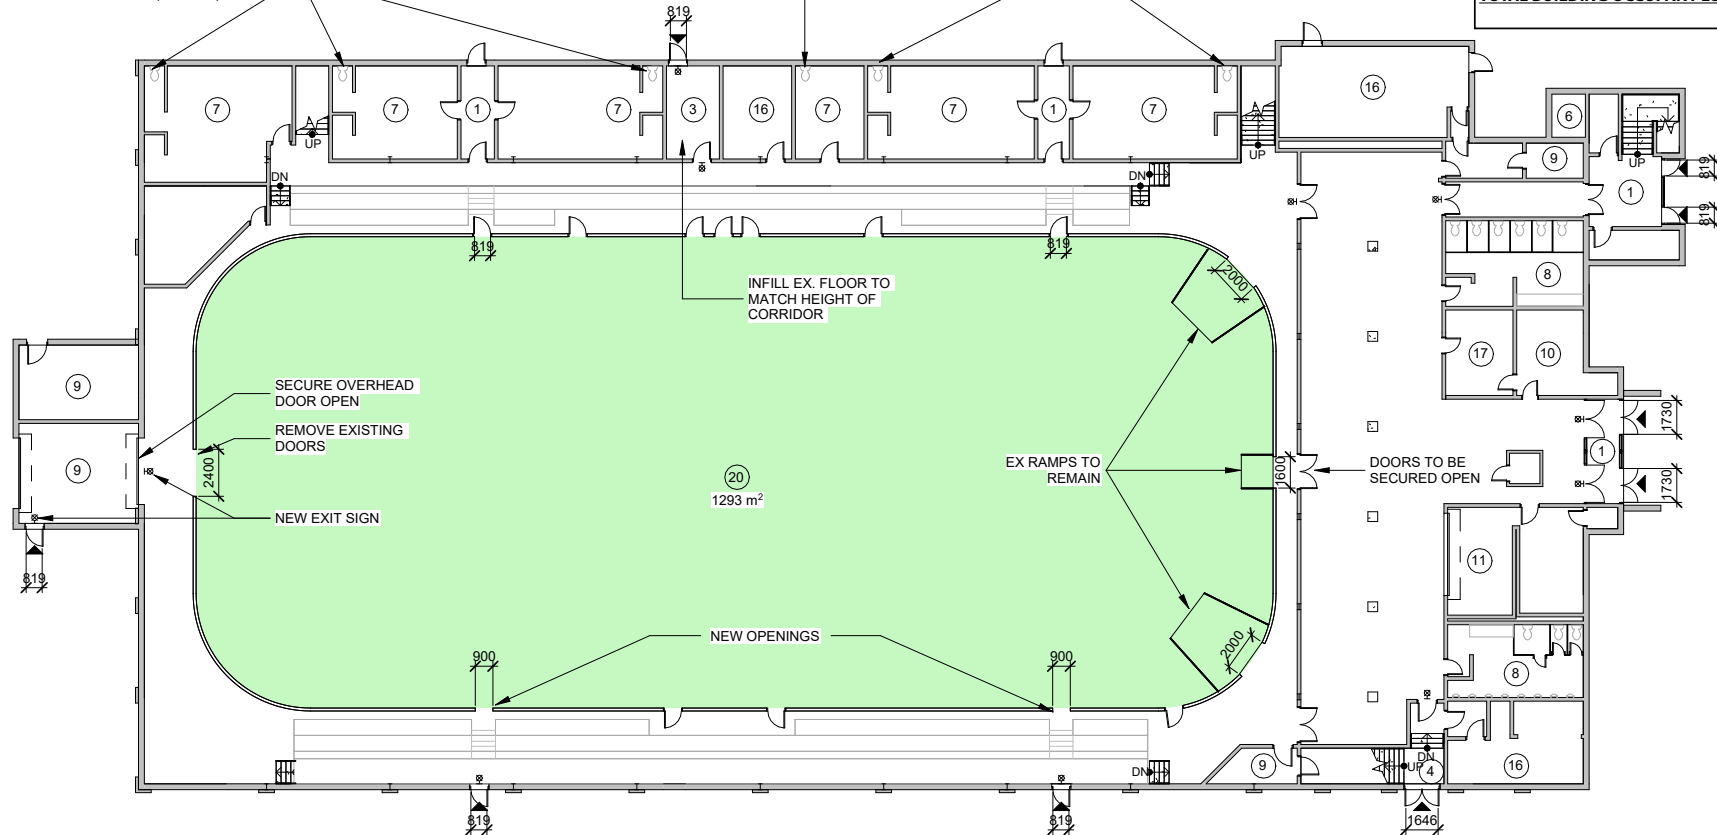 819
TOTAL BUILDING OCCUPANT LO
7
UP
7
1
7
3
16
7
7
1
7
UP
16
6
9
UP
1
819
819
DN
DN
819
819
2000
8
INFILL EX. FLOOR TO
MATCH HEIGHT OF
CORRIDOR
17
10
9
SECURE OVERHEAD
DOOR OPEN
REMOVE EXISTING
DOORS
9
2400
20
1293 m²
EX RAMPS TO
REMAIN
1600
DOORS TO BE
SECURED OPEN
1730
1
1730
NEW EXIT SIGN
819
11
NEW OPENINGS
900
900
2000
8
DN
9
DN
UP
4
16
819
819
1646